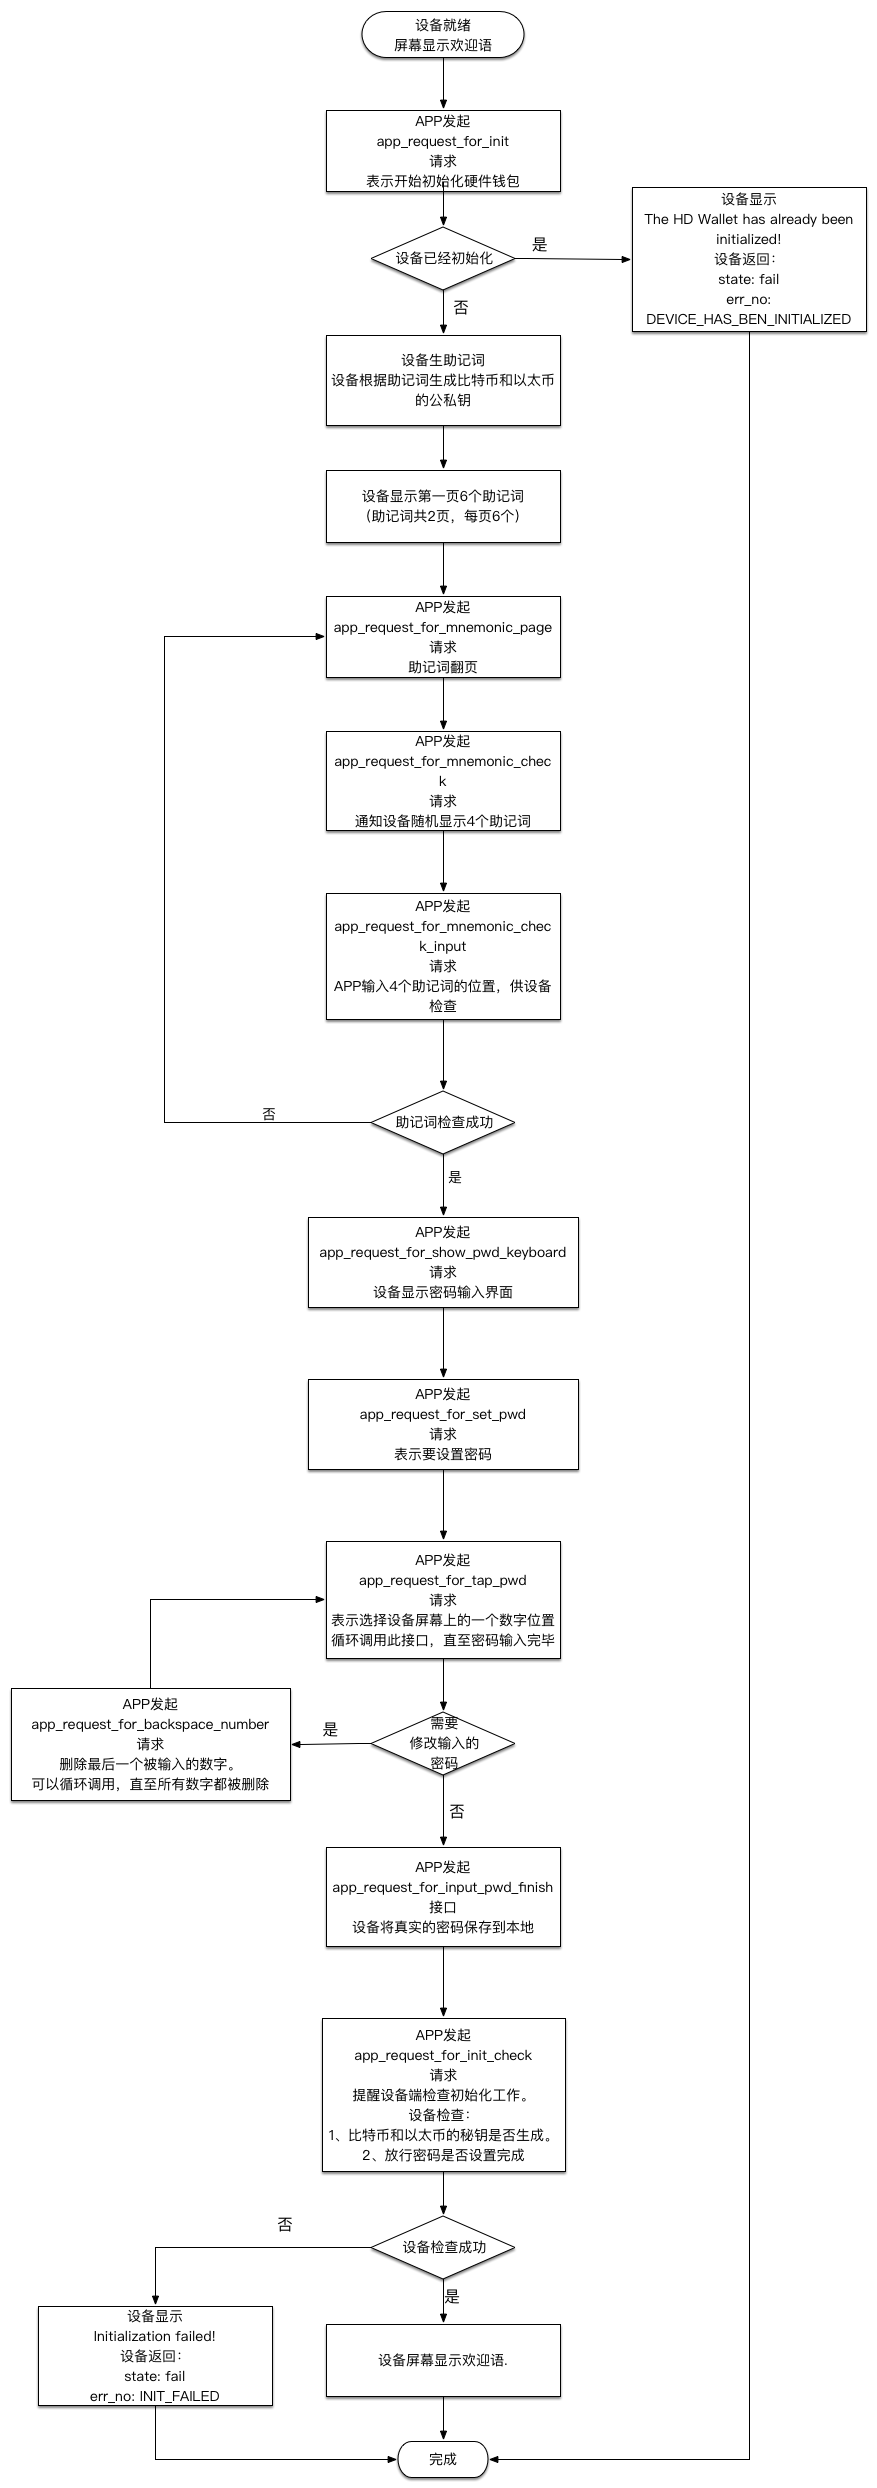 设备就绪
屏幕显示欢迎语
APP发起
app_request_for_init
请求
表示开始初始化硬件钱包
设备已经初始化
是
设备显示
The HD Wallet has already been
initialized!
设备返回：
state: fail
err_no:
DEVICE_HAS_BEN_INITIALIZED
否
设备生助记词
设备根据助记词生成比特币和以太币
的公私钥
设备显示第一页6个助记词
（助记词共2页，每页6个）
APP发起
app_request_for_mnemonic_page
请求
助记词翻页
APP发起
app_request_for_mnemonic_chec
k
请求
通知设备随机显示4个助记词
APP发起
app_request_for_mnemonic_chec
k_input
请求
APP输入4个助记词的位置，供设备
检查
否
助记词检查成功
是
APP发起
app_request_for_show_pwd_keyboard
请求
设备显示密码输入界面
APP发起
app_request_for_set_pwd
请求
表示要设置密码
APP发起
app_request_for_tap_pwd
请求
表示选择设备屏幕上的一个数字位置
循环调用此接口，直至密码输入完毕
APP发起
app_request_for_backspace_number
请求
删除最后一个被输入的数字。
可以循环调用，直至所有数字都被删除
是
需要
修改输入的
密码
否
APP发起
app_request_for_input_pwd_finish
接口
设备将真实的密码保存到本地
APP发起
app_request_for_init_check
请求
提醒设备端检查初始化工作。
设备检查：
1、比特币和以太币的秘钥是否生成。
2、放行密码是否设置完成
否
设备检查成功
是
设备显示
Initialization failed!
设备返回：
state: fail
err_no: INIT_FAILED
设备屏幕显示欢迎语.
完成